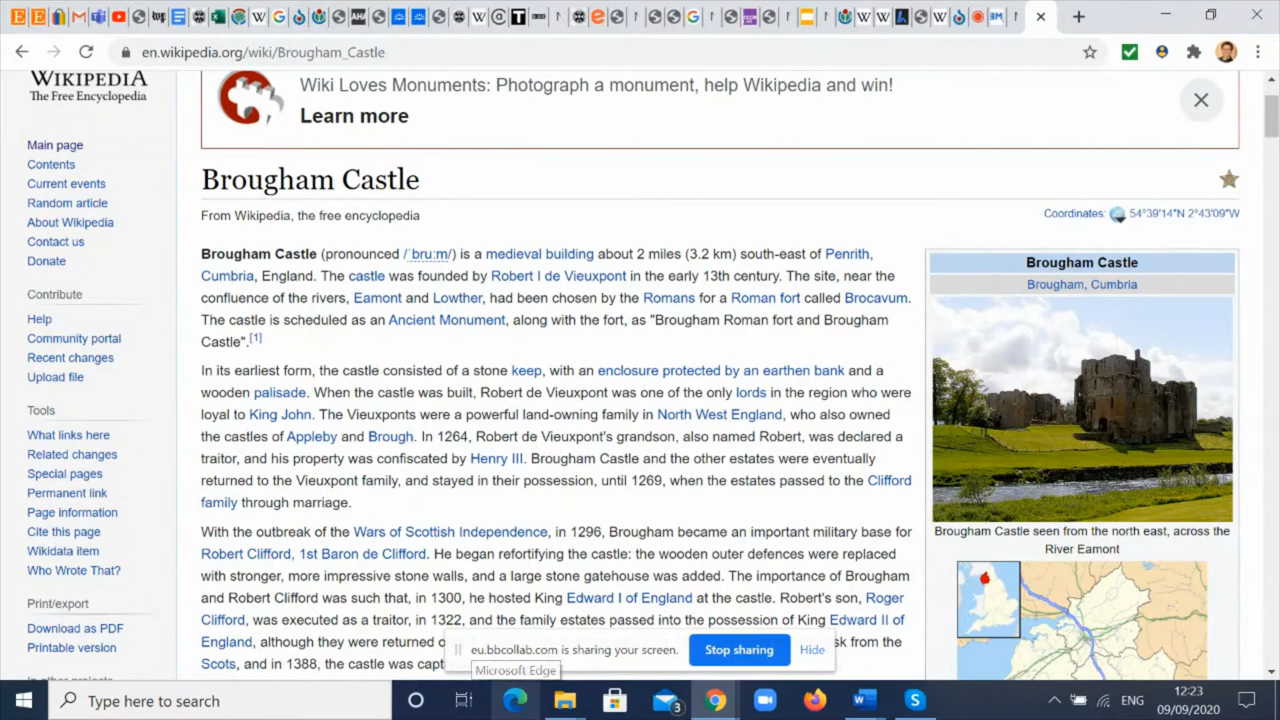 en.wikipedia.org/wiki/Brougham_Castle
WIKIPEDIA
The Free Encyclopedia
Main page
Contents
Current events
Random article
About Wikipedia
Contact us
Donate
Contribute
Help
Community portal
Recent changes
Upload file
Tools
What links here
Related changes
Special pages
Permanent link
Page information
Cite this page
Wikidata item
Who Wrote That?
Print/export
Download as PDF
Printable version
In other projects
Wiki Loves Monuments: Photograph a monument, help Wikipedia and win!
Learn more
Brougham Castle
From Wikipedia, the free encyclopedia
Coordinates: 54°39′14″N 2°43′09″W
Brougham Castle (pronounced /ˈbruːm/) is a medieval building about 2 miles (3.2 km) south-east of Penrith,
Cumbria, England. The castle was founded by Robert I de Vieuxpont in the early 13th century. The site, near the
confluence of the rivers, Eamont and Lowther, had been chosen by the Romans for a Roman fort called Brocavum.
The castle is scheduled as an Ancient Monument, along with the fort, as "Brougham Roman fort and Brougham
Castle".[1]
In its earliest form, the castle consisted of a stone keep, with an enclosure protected by an earthen bank and a
wooden palisade. When the castle was built, Robert de Vieuxpont was one of the only lords in the region who were
loyal to King John. The Vieuxponts were a powerful land-owning family in North West England, who also owned
the castles of Appleby and Brough. In 1264, Robert de Vieuxpont's grandson, also named Robert, was declared a
traitor, and his property was confiscated by Henry III. Brougham Castle and the other estates were eventually
returned to the Vieuxpont family, and stayed in their possession, until 1269, when the estates passed to the Clifford
family through marriage.
With the outbreak of the Wars of Scottish Independence, in 1296, Brougham became an important military base for
Robert Clifford, 1st Baron de Clifford. He began refortifying the castle: the wooden outer defences were replaced
with stronger, more impressive stone walls, and a large stone gatehouse was added. The importance of Brougham
and Robert Clifford was such that, in 1300, he hosted King Edward I of England at the castle. Robert's son, Roger
Clifford, was executed as a traitor, in 1322, and the family estates passed into the possession of King Edward II of
England, although they were returned o sk from the
Scots, and in 1388, the castle was capt
Brougham Castle
Brougham, Cumbria
Brougham Castle seen from the north east, across the
River Eamont
eu.bbcollab.com is sharing your screen.
Stop sharing
Hide
Microsoft Edge
Type here to search
3
ENG
12:23
09/09/2020